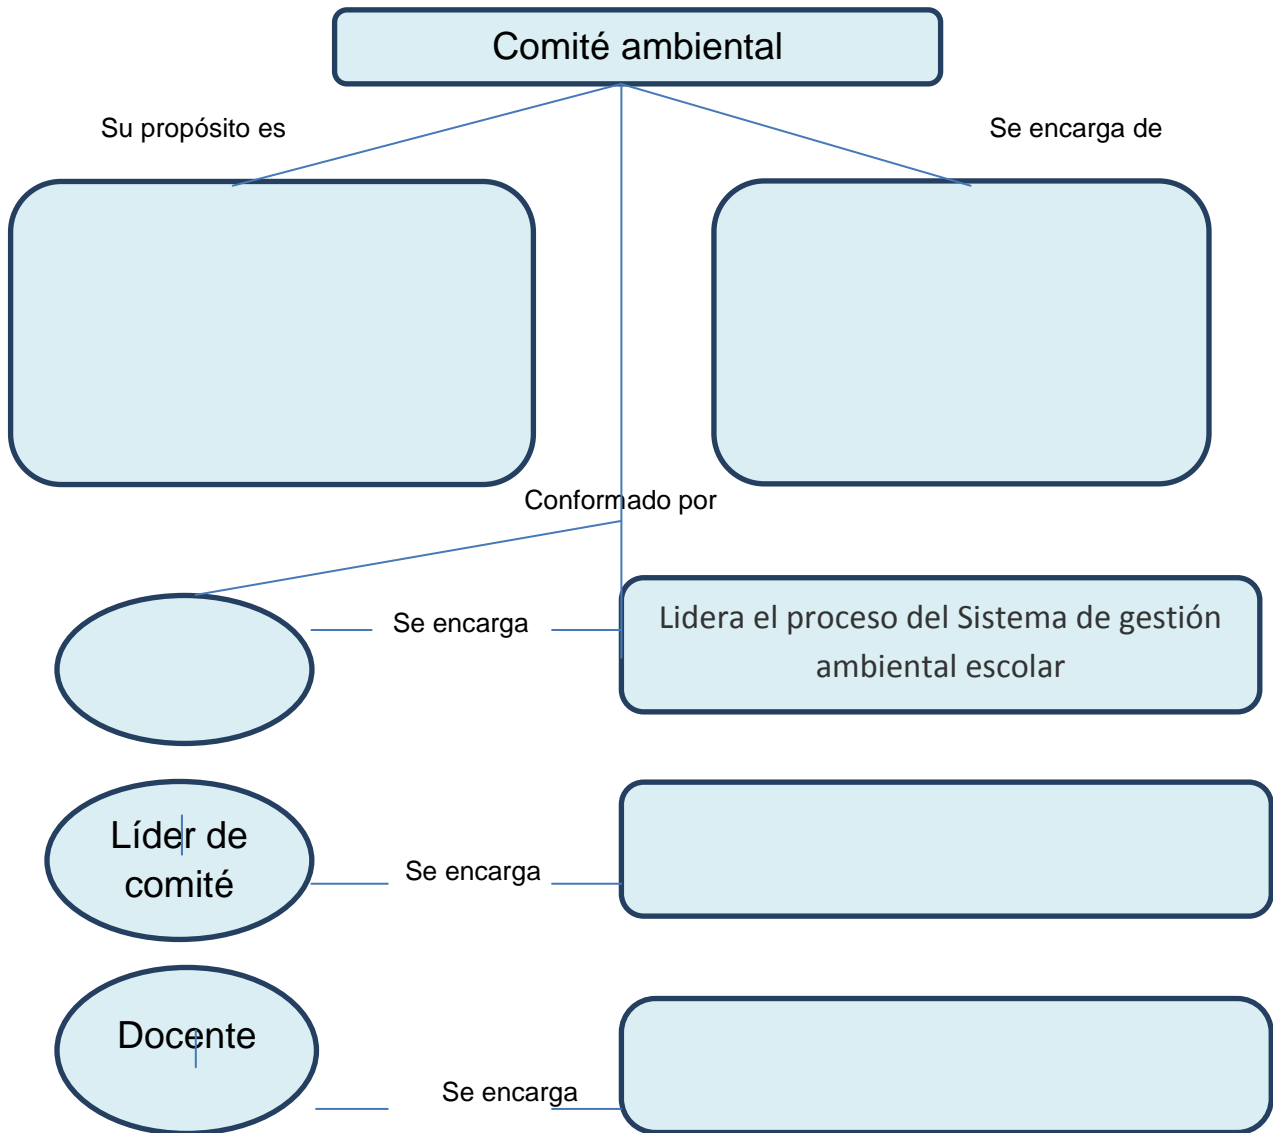 Comité ambiental
Su propósito es
Se encarga de
Conformado por
Se encarga
Lidera el proceso del Sistema de gestión
ambiental escolar
Líder de
comité
Se encarga
Docente
Se encarga